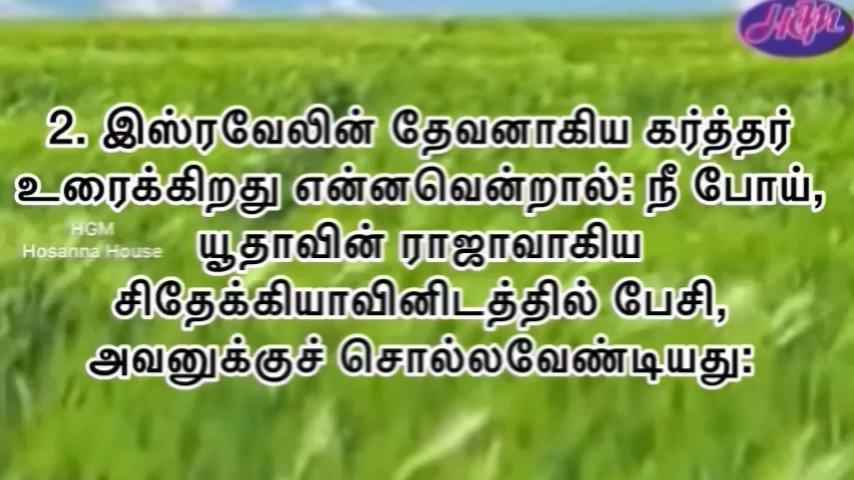 HGM
2. இஸ்ரவேலின் தேவனாகிய கர்த்தர்
உரைக்கிறது என்னவென்றால்: நீ போய்,
HGM
Hosanna House
யூதாவின் ராஜாவாகிய
சிதேக்கியாவினிடத்தில் பேசி,
அவனுக்குச் சொல்லவேண்டியது: